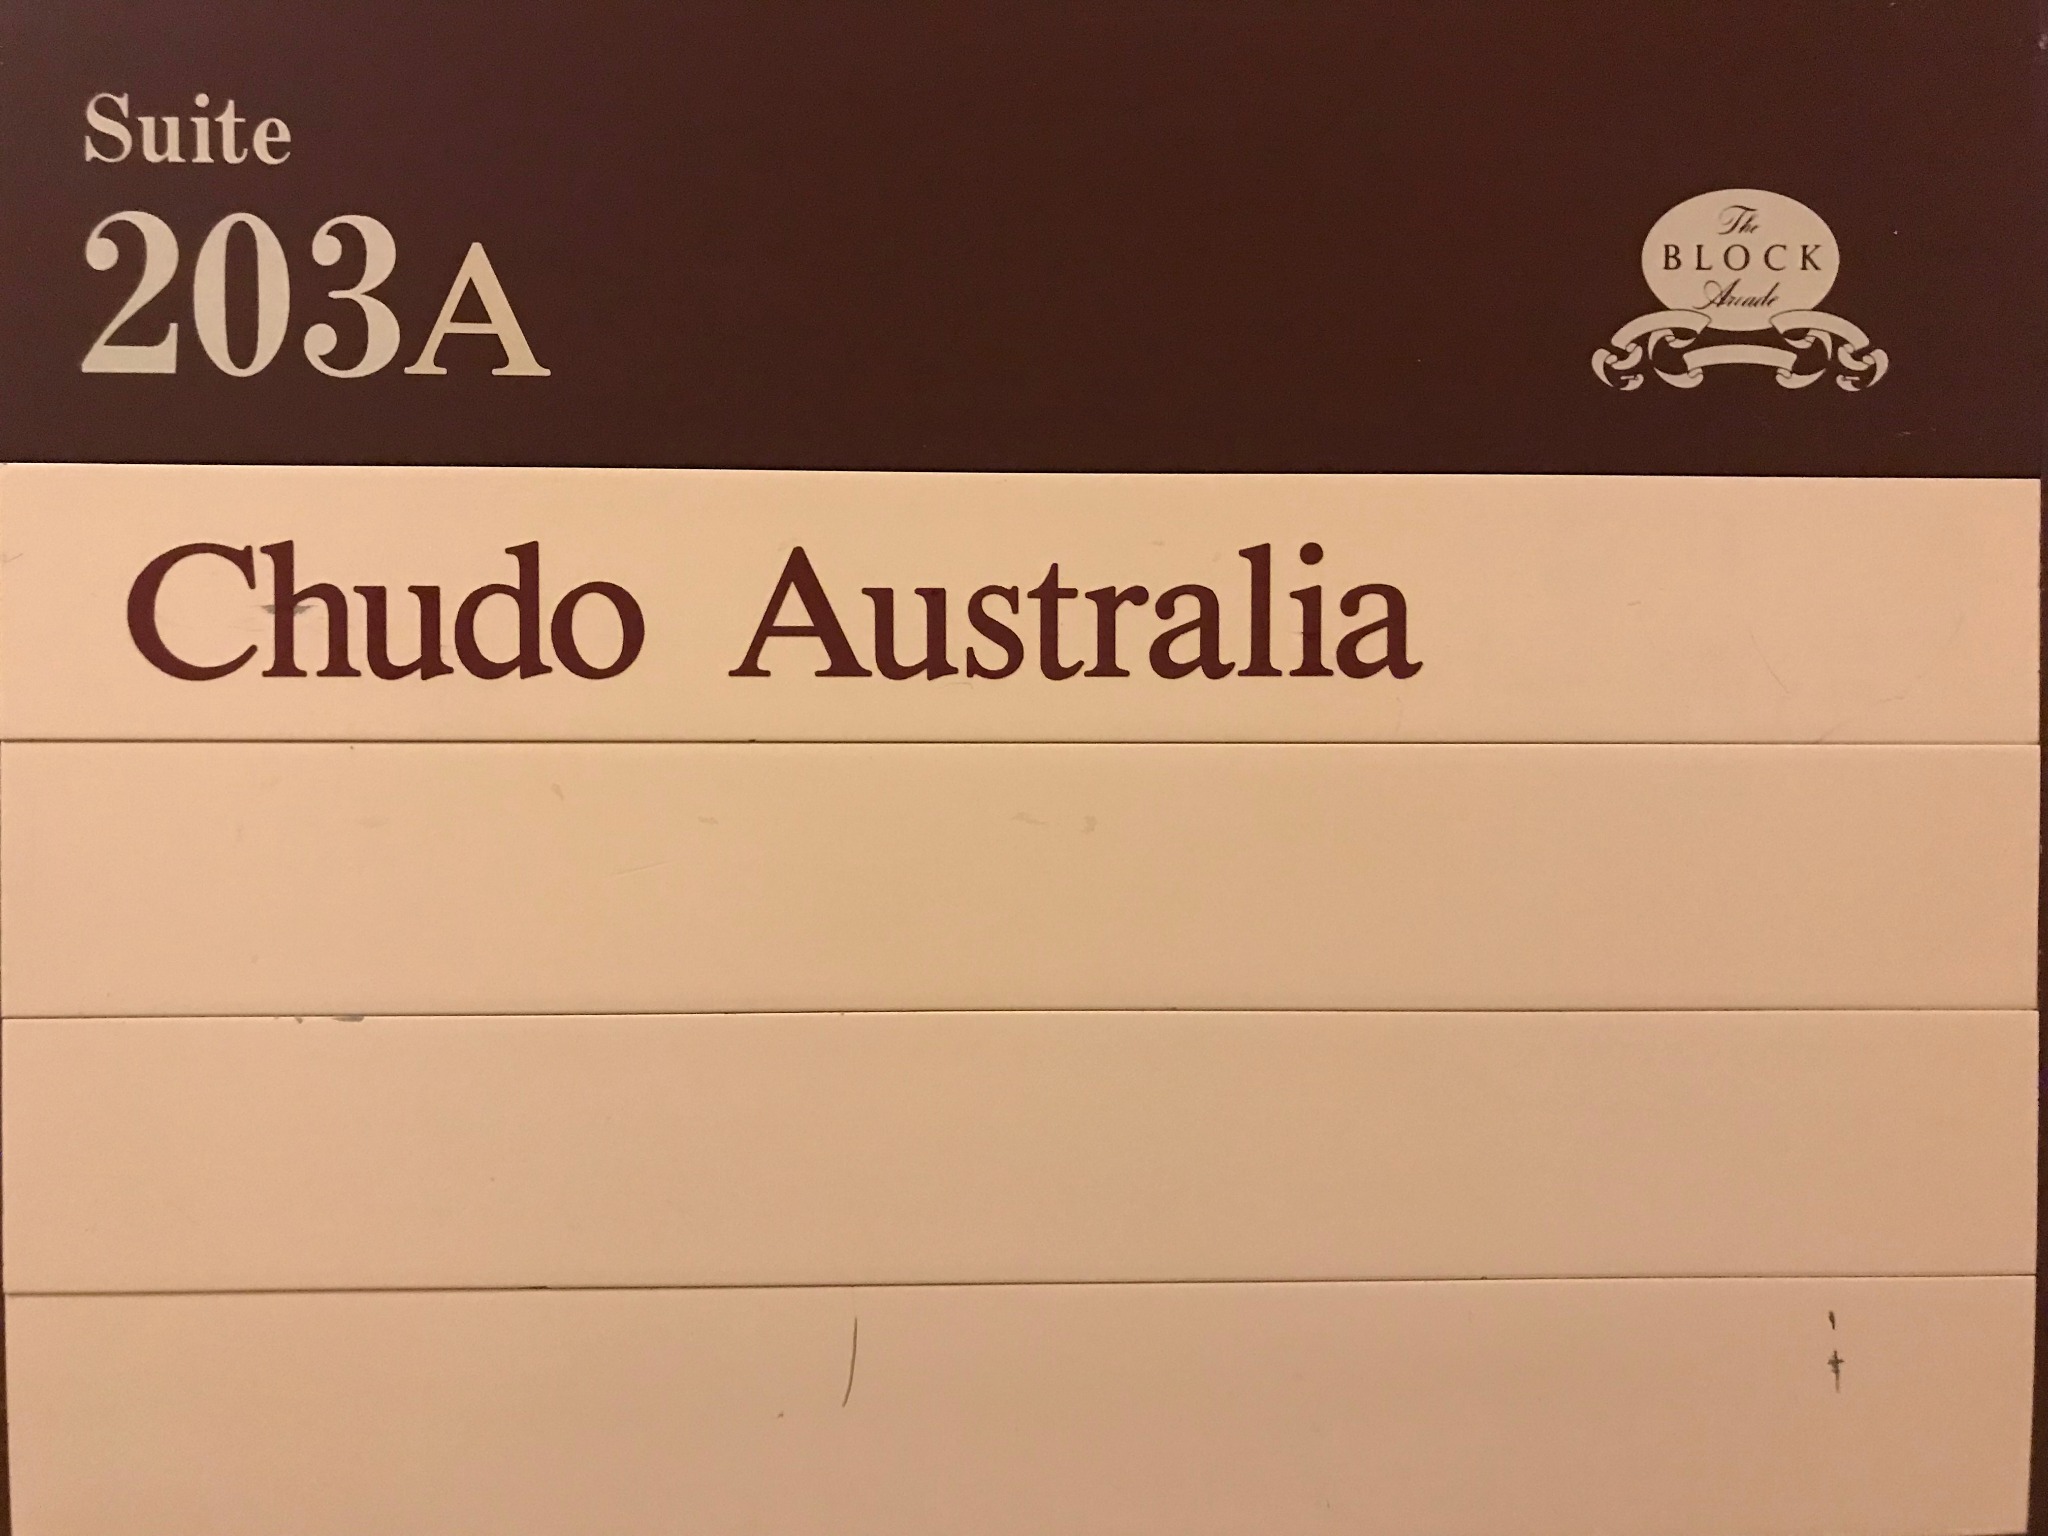 Suite
203A
The
BLOCK
Arcade
Chudo Australia